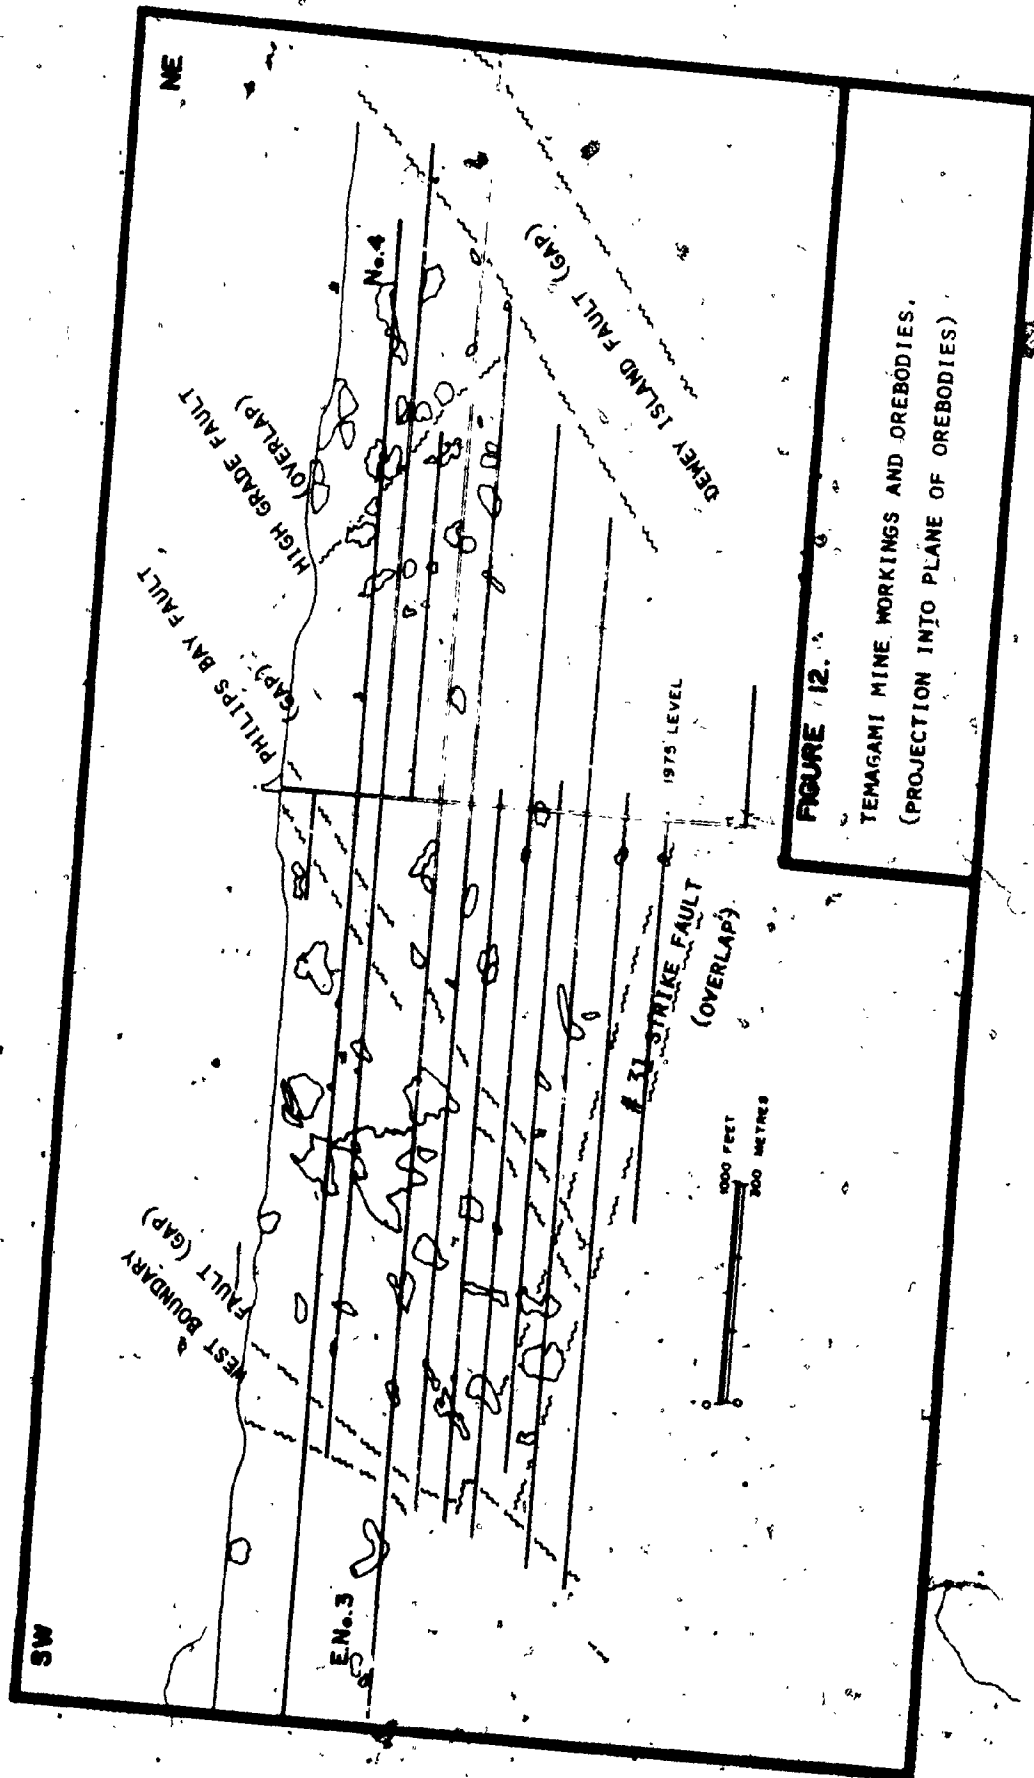 SW
NE
WEST BOUNDARY
FAULT (GAP)
PHILIPS BAY FAULT
(GAP)
HIGH GRADE FAULT
(OVERLAP)
No.4
E.No.3
DEWEY ISLAND FAULT (GAP)
1975 LEVEL
# 31 STRIKE FAULT
(OVERLAP)
1000 FEET
300 METRES
0
0
FIGURE 12.
TEMAGAMI MINE WORKINGS AND OREBODIES.
(PROJECTION INTO PLANE OF OREBODIES)